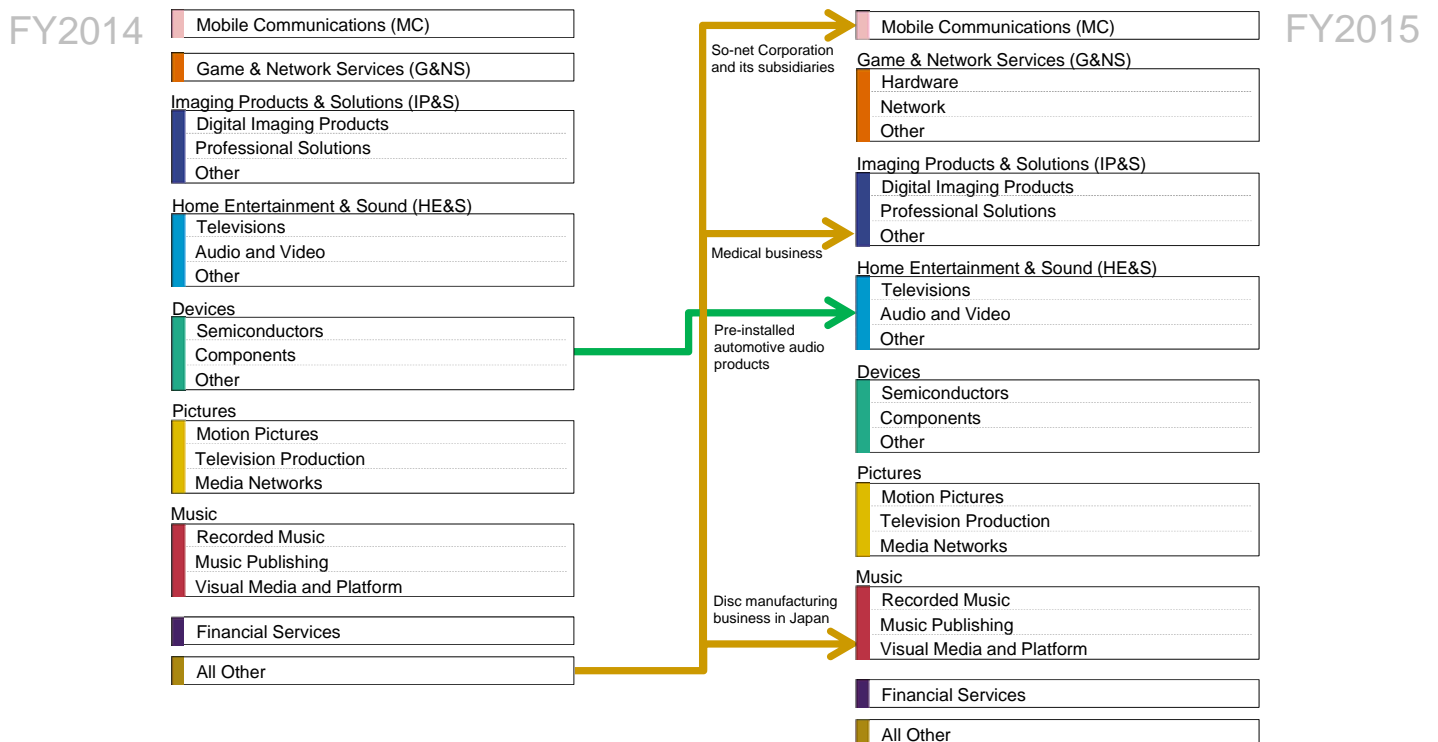 FY2014
Mobile Communications (MC)
Game & Network Services (G&NS)
Imaging Products & Solutions (IP&S)
Digital Imaging Products
Professional Solutions
Other
Home Entertainment & Sound (HE&S)
Televisions
Audio and Video
Other
Devices
Semiconductors
Components
Other
Pictures
Motion Pictures
Television Production
Media Networks
Music
Recorded Music
Music Publishing
Visual Media and Platform
Financial Services
All Other
So-net Corporation
and its subsidiaries
Medical business
Pre-installed
automotive audio
products
Disc manufacturing
business in Japan
FY2015
Mobile Communications (MC)
Game & Network Services (G&NS)
Hardware
Network
Other
Imaging Products & Solutions (IP&S)
Digital Imaging Products
Professional Solutions
Other
Home Entertainment & Sound (HE&S)
Televisions
Audio and Video
Other
Devices
Semiconductors
Components
Other
Pictures
Motion Pictures
Television Production
Media Networks
Music
Recorded Music
Music Publishing
Visual Media and Platform
Financial Services
All Other